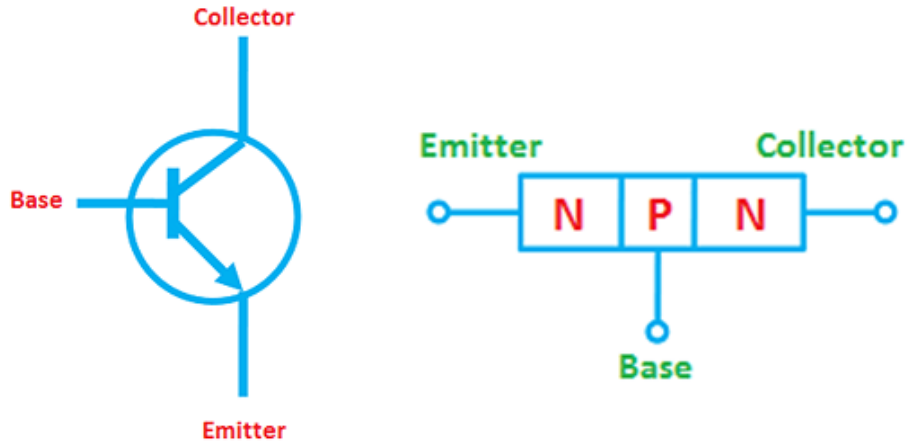 Collector
Base
Emitter
Emitter
Collector
N P N
Base